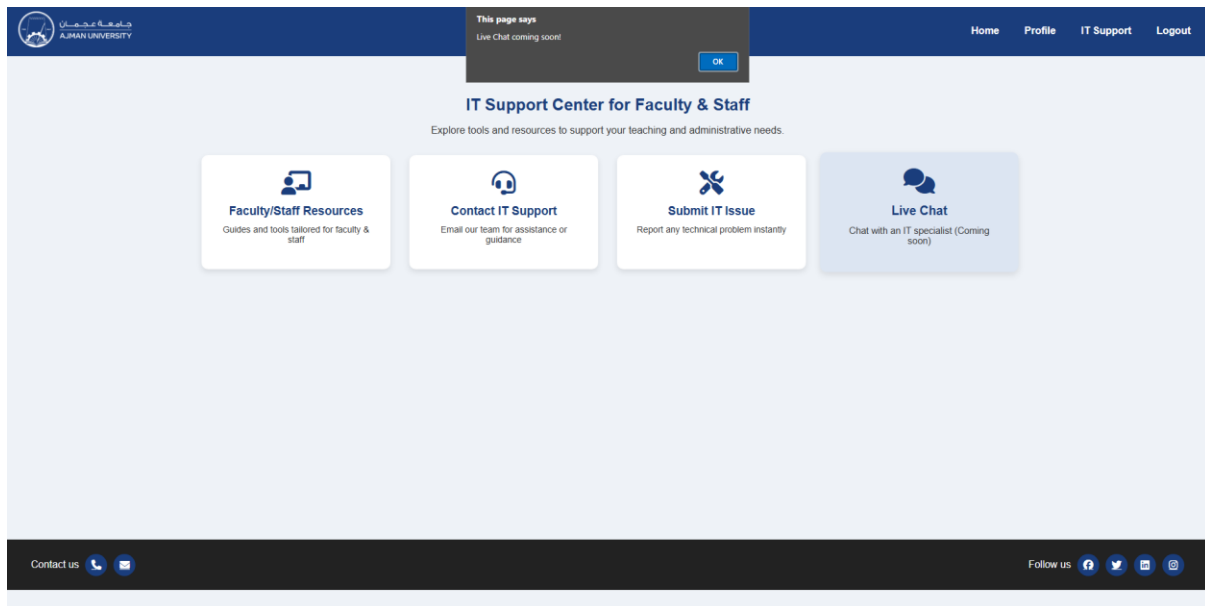 جامعة عجمان
AJMAN UNIVERSITY
This page says
Live Chat coming soon!
OK
Home Profile IT Support Logout
IT Support Center for Faculty & Staff
Explore tools and resources to support your teaching and administrative needs.
Faculty/Staff Resources
Guides and tools tailored for faculty &
staff
Contact IT Support
Email our team for assistance or
guidance
Submit IT Issue
Report any technical problem instantly
Live Chat
Chat with an IT specialist (Coming
soon)
Contact us
Follow us